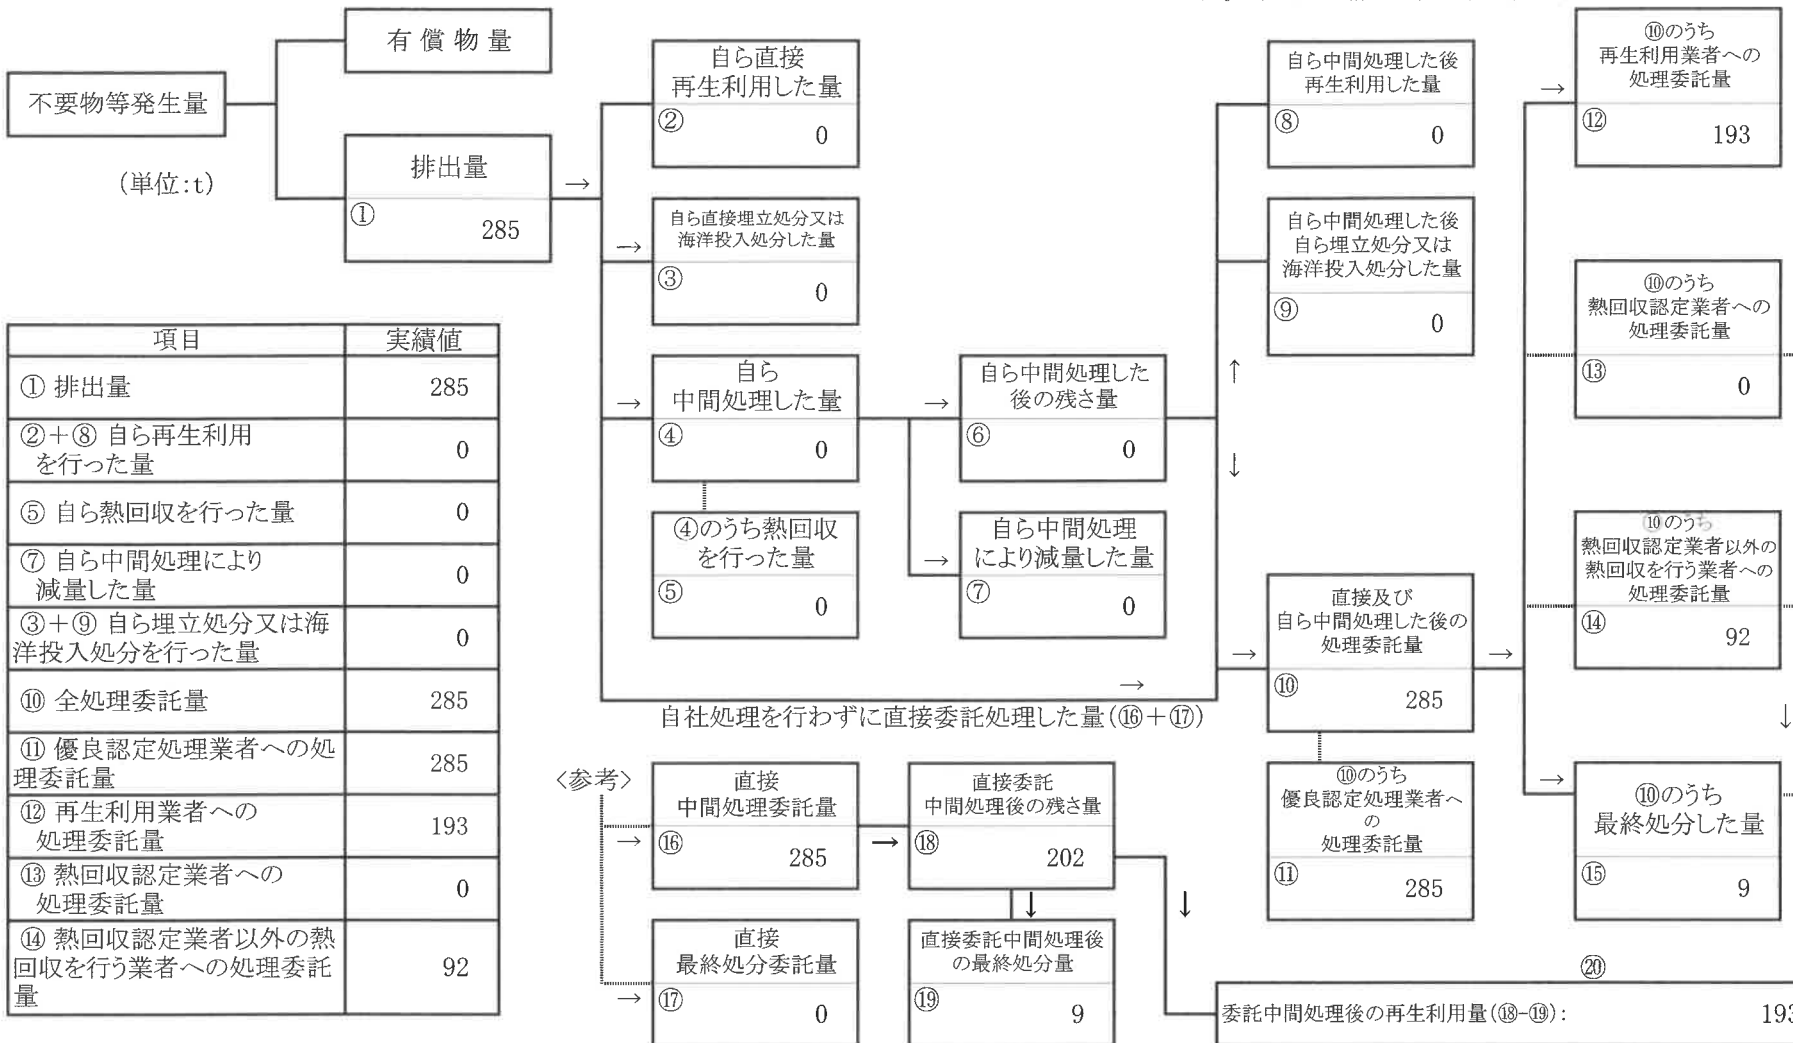 有償物量
不要物等発生量
(単位:t)
排出量
① 285
自ら直接
再生利用した量
② 0
自ら直接埋立処分又は
海洋投入処分した量
③ 0
自ら
中間処理した量
④ 0
④のうち熱回収
を行った量
⑤ 0
自ら中間処理した
後の残さ量
⑥ 0
自ら中間処理
により減量した量
⑦ 0
自ら中間処理した後
再生利用した量
⑧ 0
自ら中間処理した後
自ら埋立処分又は
海洋投入処分した量
⑨ 0
直接及び
自ら中間処理した後の
処理委託量
⑩ 285
⑩のうち
優良認定処理業者へ
の
処理委託量
⑪ 285
⑩のうち
再生利用業者への
処理委託量
⑫ 193
⑩のうち
熱回収認定業者への
処理委託量
⑬ 0
⑩のうち
熱回収認定業者以外の
熱回収を行う業者への
処理委託量
⑭ 92
⑩のうち
最終処分した量
⑮ 9
自社処理を行わずに直接委託処理した量(⑯+⑰)
<参考>
直接
中間処理委託量
⑯ 285
直接
最終処分委託量
⑰ 0
直接委託
中間処理後の残さ量
⑱ 202
直接委託中間処理後
の最終処分量
⑲ 9
⑳
委託中間処理後の再生利用量(⑱-⑲): 193
項目 実績値
① 排出量 285
②+⑧ 自ら再生利用
を行った量 0
⑤ 自ら熱回収を行った量 0
⑦ 自ら中間処理により
減量した量 0
③+⑨ 自ら埋立処分又は海
洋投入処分を行った量 0
⑩ 全処理委託量 285
⑪ 優良認定処理業者への処
理委託量 285
⑫ 再生利用業者への
処理委託量 193
⑬ 熱回収認定業者への
処理委託量 0
⑭ 熱回収認定業者以外の熱
回収を行う業者への処理委託
量 92